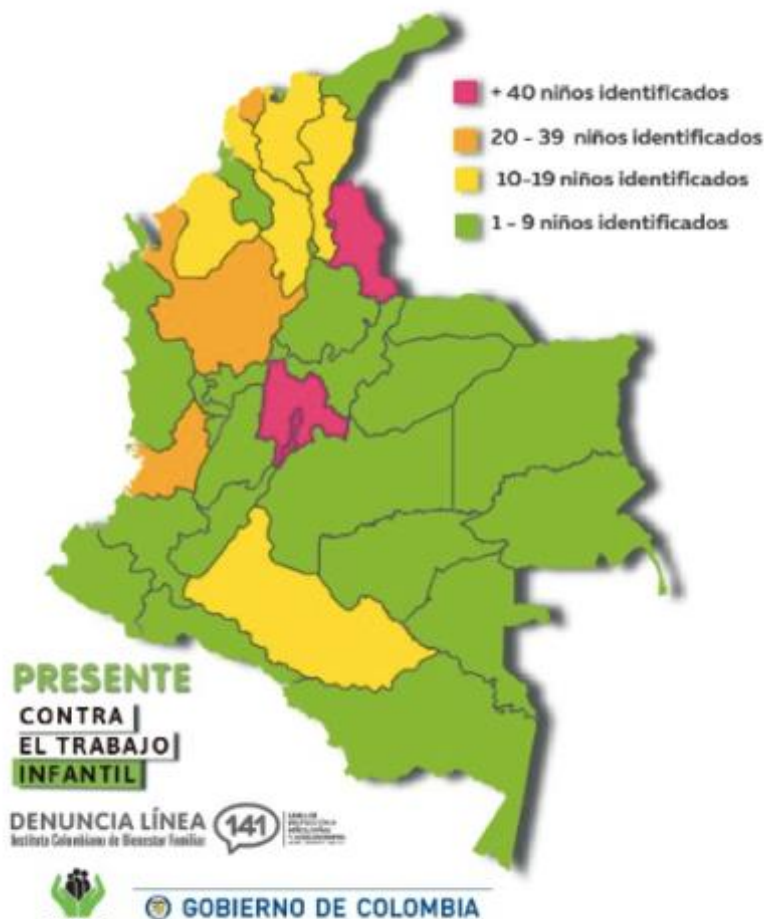 + 40 niños identificados
20 - 39 niños identificados
10-19 niños identificados
1 - 9 niños identificados
PRESENTE
CONTRA
EL TRABAJO
INFANTIL
DENUNCIA LÍNEA 141
Instituto Colombiano de Bienestar Familiar
GOBIERNO DE COLOMBIA